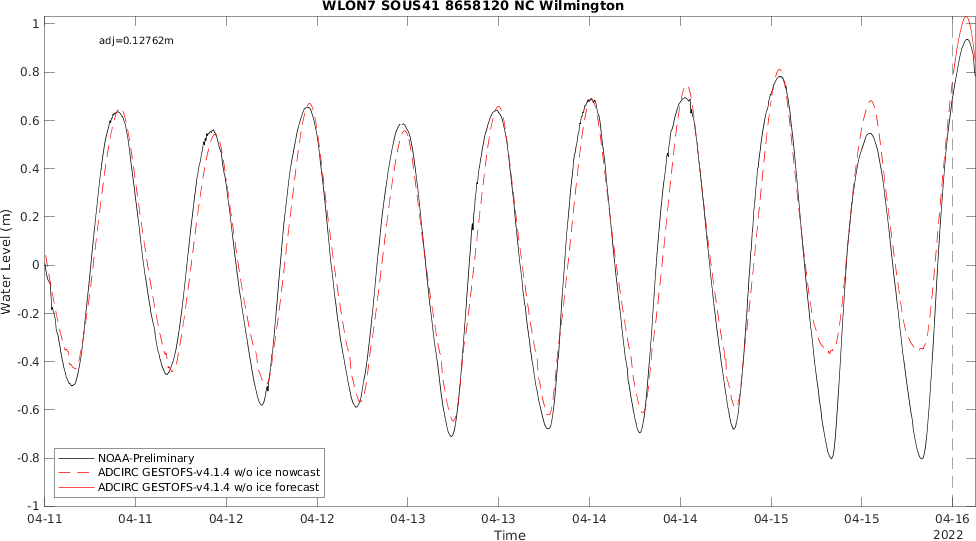 WLON7 SOUS41 8658120 NC Wilmington
adj=0.12762m
1
0.8
0.6
0.4
0.2
0
-0.2
-0.4
-0.6
-0.8
-1
Water Level (m)
NOAA-Preliminary
ADCIRC GESTOFS-v4.1.4 w/o ice nowcast
ADCIRC GESTOFS-v4.1.4 w/o ice forecast
04-11 04-11 04-12 04-12 04-13 04-13 04-14 04-14 04-15 04-15 04-16
Time
2022